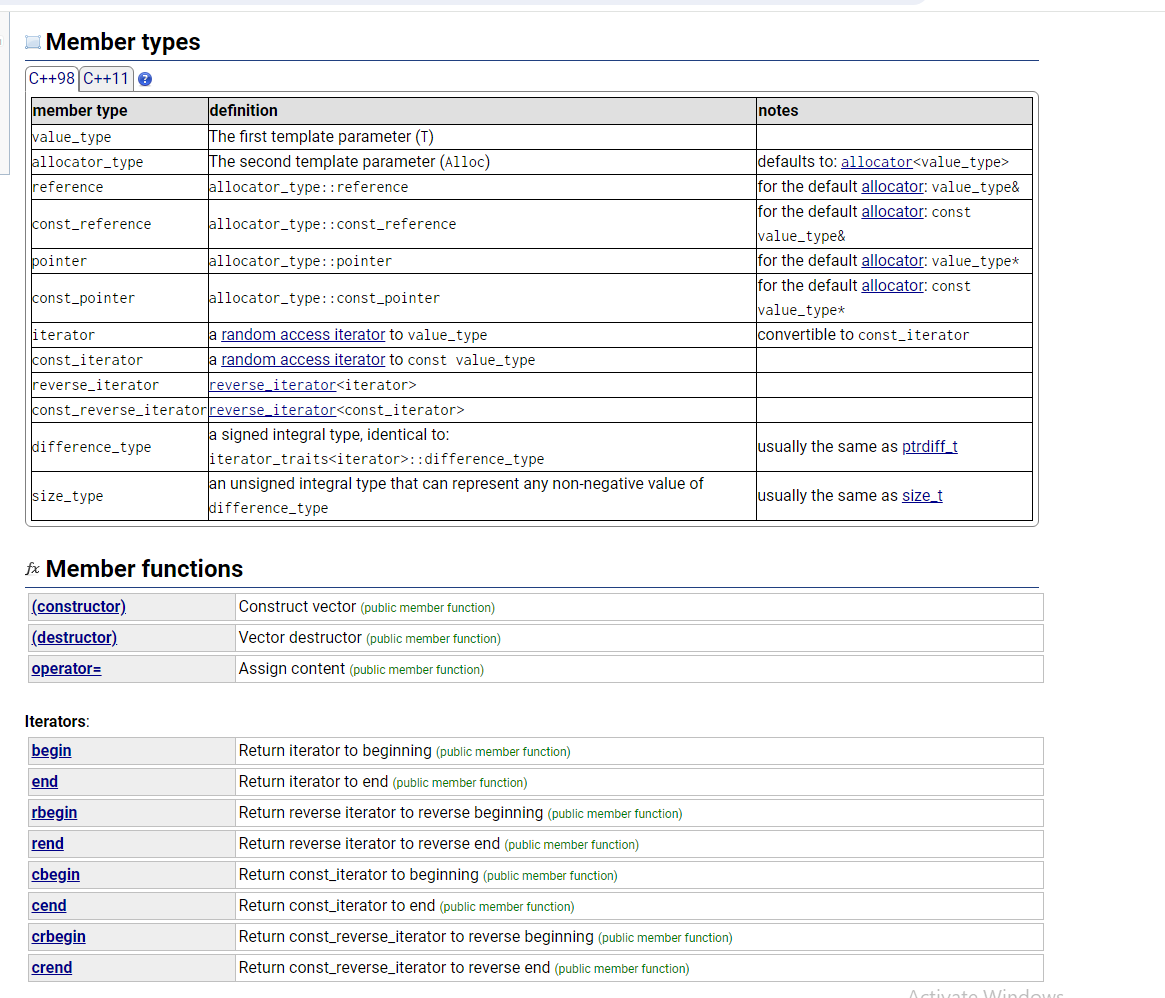 Member types
C++98 C++11 ?
member type definition notes
value_type The first template parameter (T)
allocator_type The second template parameter (Alloc) defaults to: allocator<value_type>
reference allocator_type::reference for the default allocator: value_type&
const_reference allocator_type::const_reference for the default allocator: const
value_type&
pointer allocator_type::pointer for the default allocator: value_type*
const_pointer allocator_type::const_pointer for the default allocator: const
value_type*
iterator a random access iterator to value_type convertible to const_iterator
const_iterator a random access iterator to const value_type
reverse_iterator reverse_iterator<iterator>
const_reverse_iterator reverse_iterator<const_iterator>
difference_type a signed integral type, identical to:
iterator_traits<iterator>::difference_type usually the same as ptrdiff_t
size_type an unsigned integral type that can represent any non-negative value of
difference_type usually the same as size_t
fx Member functions
(constructor) Construct vector (public member function)
(destructor) Vector destructor (public member function)
operator= Assign content (public member function)
Iterators:
begin Return iterator to beginning (public member function)
end Return iterator to end (public member function)
rbegin Return reverse iterator to reverse beginning (public member function)
rend Return reverse iterator to reverse end (public member function)
cbegin Return const_iterator to beginning (public member function)
cend Return const_iterator to end (public member function)
crbegin Return const_reverse_iterator to reverse beginning (public member function)
crend Return const_reverse_iterator to reverse end (public member function)
Activate Windows